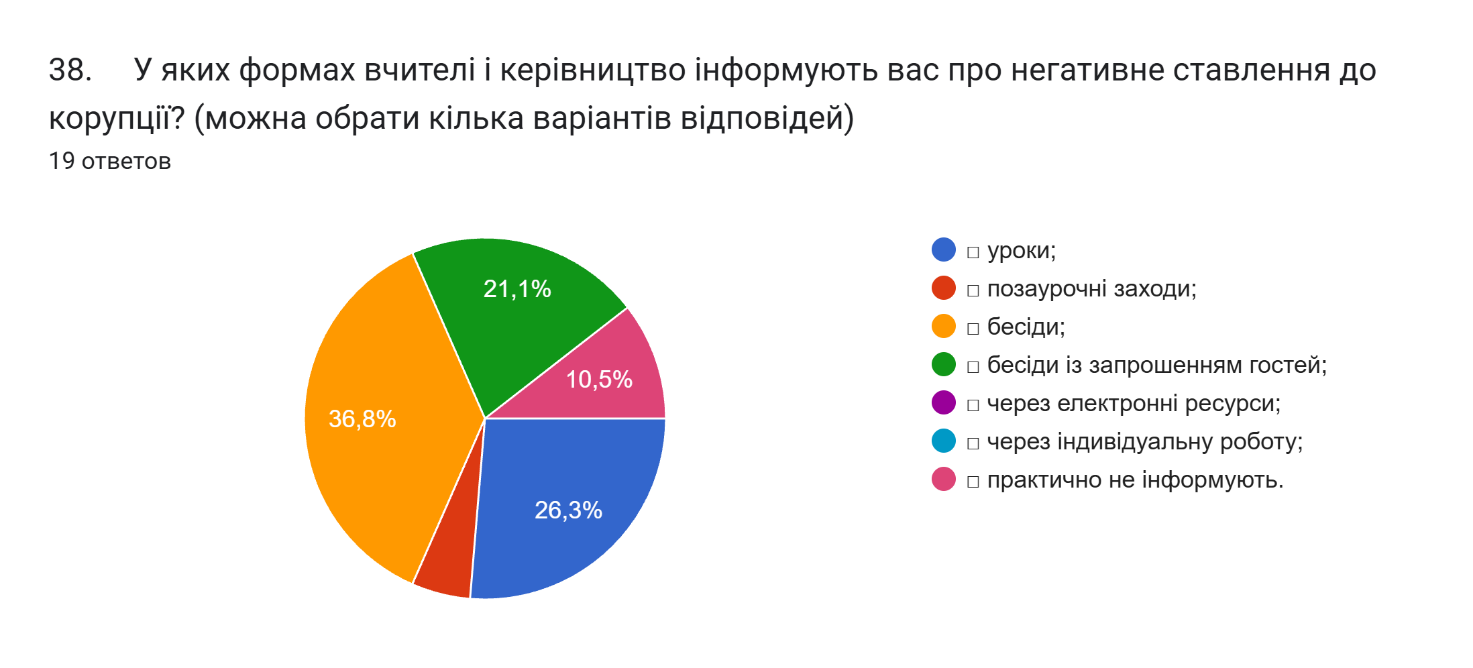 38. У яких формах вчителі і керівництво інформують вас про негативне ставлення до
корупції? (можна обрати кілька варіантів відповідей)
19 ответов
21,1%
10,5%
36,8%
26,3%
□ уроки;
□ позаурочні заходи;
□ бесіди;
□ бесіди із запрошенням гостей;
□ через електронні ресурси;
□ через індивідуальну роботу;
□ практично не інформують.